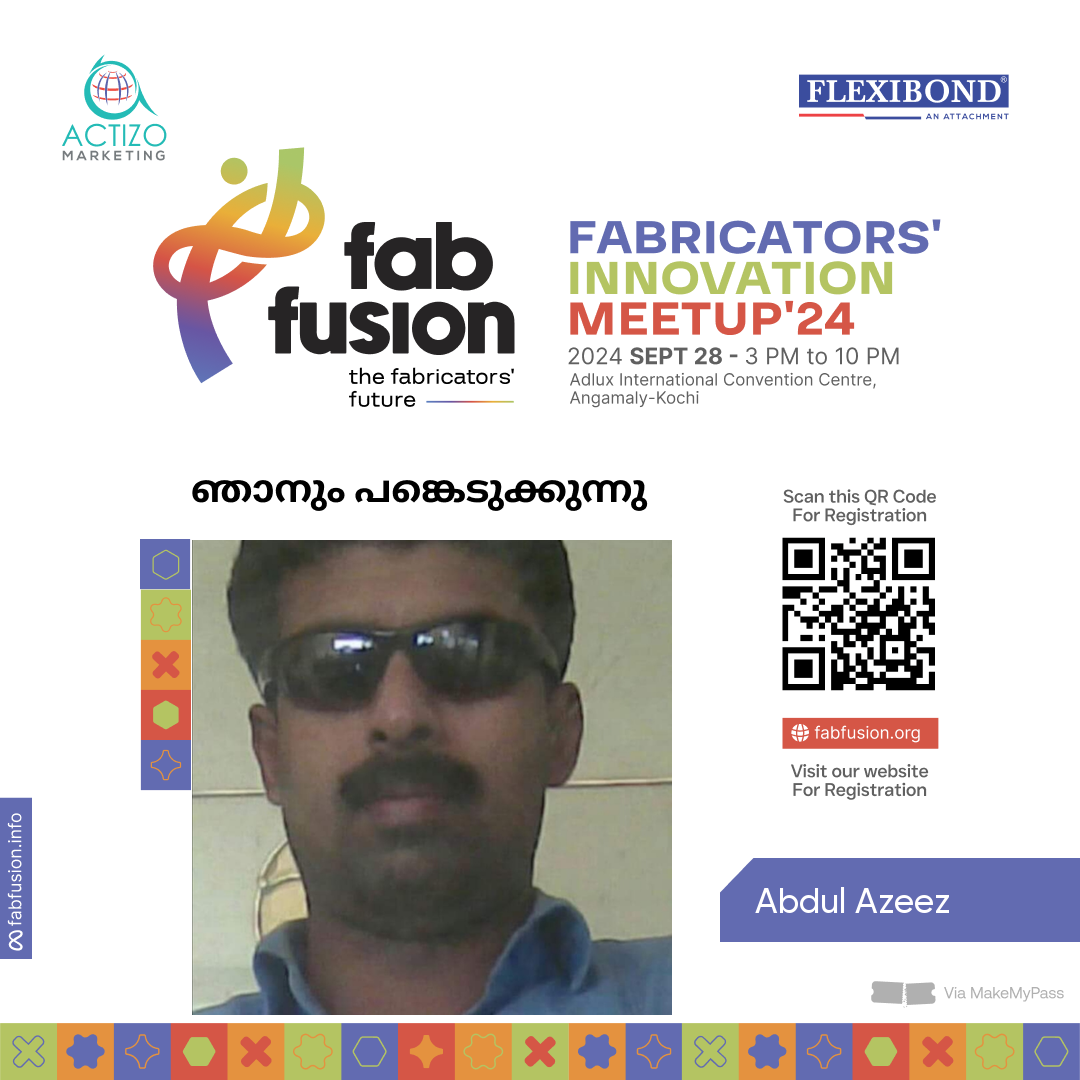 ACTIZO
MARKETING
FLEXIBOND®
AN ATTACHMENT
fab
fusion
the fabricators'
future
FABRICATORS'
INNOVATION
MEETUP'24
2024 SEPT 28 - 3 PM to 10 PM
Adlux International Convention Centre,
Angamaly-Kochi
ഞാനും പങ്കെടുക്കുന്നു
Scan this QR Code
For Registration
fabfusion.org
Visit our website
For Registration
fabfusion.info
Abdul Azeez
Via MakeMyPass